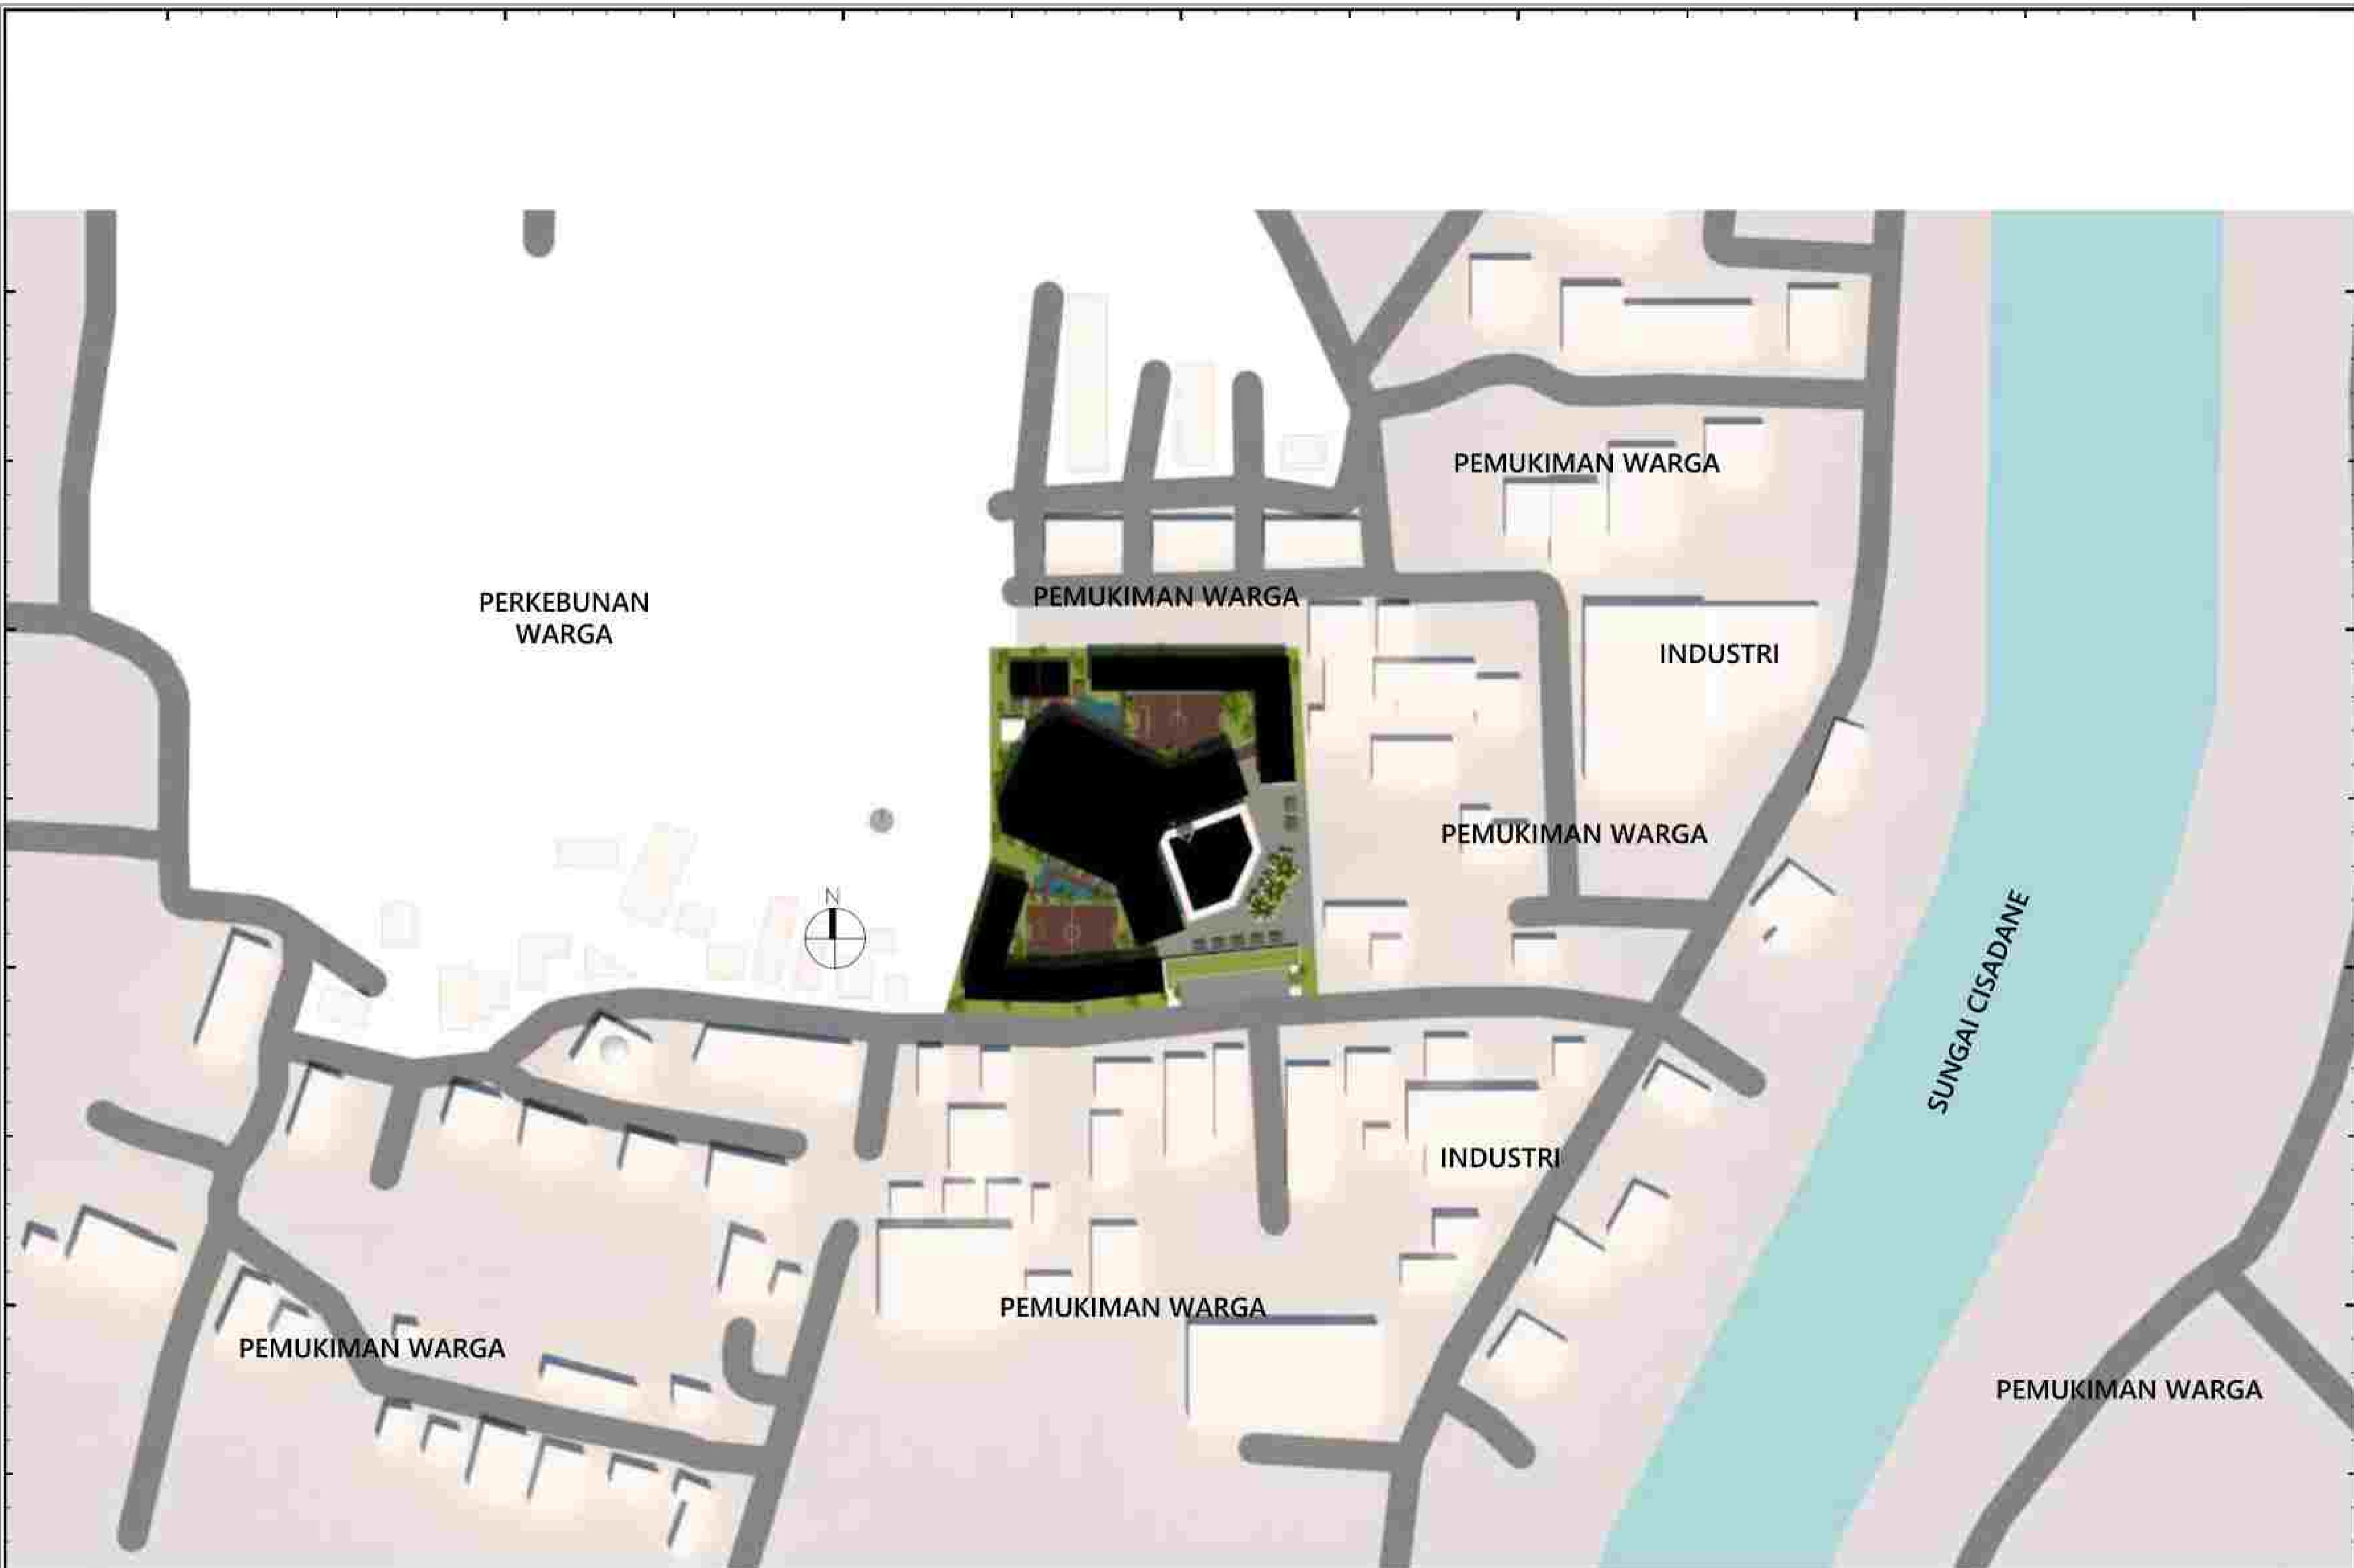 PEMUKIMAN WARGA
PERKEBUNAN
WARGA
PEMUKIMAN WARGA
INDUSTRI
PEMUKIMAN WARGA
N
SUNGAI CISADANE
INDUSTRI
PEMUKIMAN WARGA
PEMUKIMAN WARGA
PEMUKIMAN WARGA